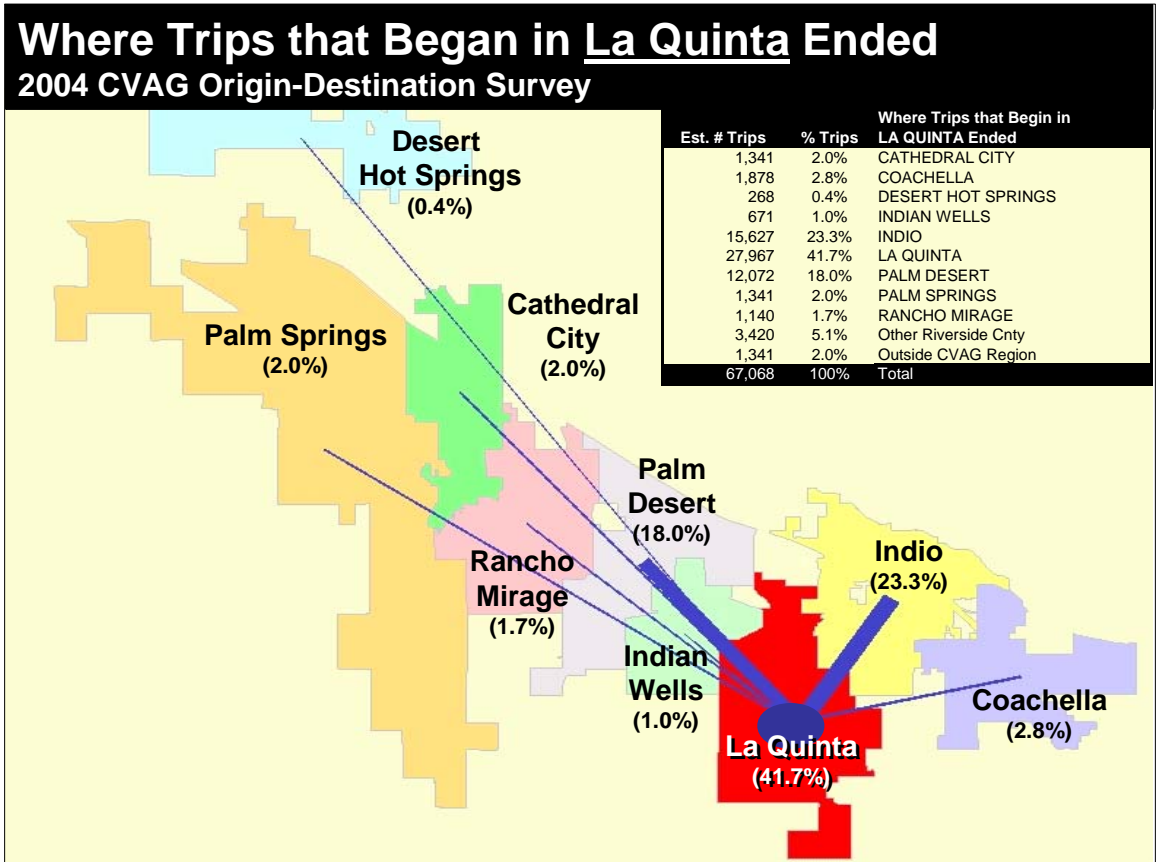 Where Trips that Began in La Quinta Ended
2004 CVAG Origin-Destination Survey
Where Trips that Begin in
Est. # Trips % Trips LA QUINTA Ended
1,341 2.0% CATHEDRAL CITY
1,878 2.8% COACHELLA
268 0.4% DESERT HOT SPRINGS
671 1.0% INDIAN WELLS
15,627 23.3% INDIO
27,967 41.7% LA QUINTA
12,072 18.0% PALM DESERT
1,341 2.0% PALM SPRINGS
1,140 1.7% RANCHO MIRAGE
3,420 5.1% Other Riverside Cnty
1,341 2.0% Outside CVAG Region
67,068 100% Total
Desert
Hot Springs
(0.4%)
Cathedral
City
(2.0%)
Palm Springs
(2.0%)
Palm
Desert
(18.0%)
Indio
(23.3%)
Rancho
Mirage
(1.7%)
Indian
Wells
(1.0%)
Coachella
(2.8%)
La Quinta
(41.7%)